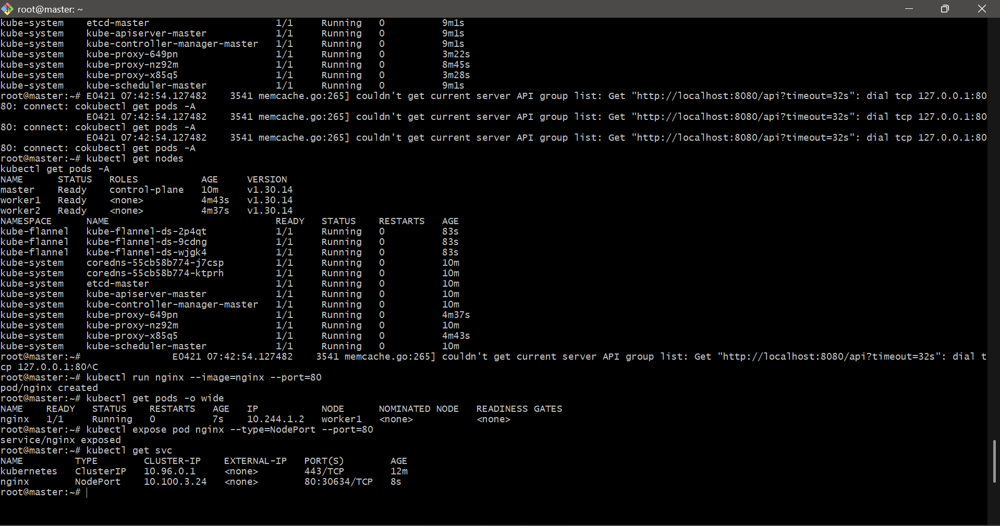 root@master: ~
kube-system    etcd-master                      1/1     Running   0          9m1s
kube-system    kube-apiserver-master            1/1     Running   0          9m1s
kube-system    kube-controller-manager-master   1/1     Running   0          9m1s
kube-system    kube-proxy-649pn                 1/1     Running   0          3m22s
kube-system    kube-proxy-nz92m                 1/1     Running   0          8m45s
kube-system    kube-proxy-x85q5                 1/1     Running   0          3m28s
kube-system    kube-scheduler-master            1/1     Running   0          9m1s
root@master:~# E0421 07:42:54.127482    3541 memcache.go:265] couldn't get current server API group list: Get "http://localhost:8080/api?timeout=32s": dial tcp 127.0.0.1:80
80: connect: cokubectl get pods -A
               E0421 07:42:54.127482    3541 memcache.go:265] couldn't get current server API group list: Get "http://localhost:8080/api?timeout=32s": dial tcp 127.0.0.1:80
80: connect: cokubectl get pods -A
               E0421 07:42:54.127482    3541 memcache.go:265] couldn't get current server API group list: Get "http://localhost:8080/api?timeout=32s": dial tcp 127.0.0.1:80
80: connect: cokubectl get pods -A
root@master:~# kubectl get nodes
kubectl get pods -A
NAME      STATUS   ROLES           AGE     VERSION
master    Ready    control-plane   10m     v1.30.14
worker1   Ready    <none>          4m43s   v1.30.14
worker2   Ready    <none>          4m37s   v1.30.14
NAMESPACE      NAME                             READY   STATUS    RESTARTS   AGE
kube-flannel   kube-flannel-ds-2p4qt            1/1     Running   0          83s
kube-flannel   kube-flannel-ds-9cdng            1/1     Running   0          83s
kube-flannel   kube-flannel-ds-wjgk4            1/1     Running   0          83s
kube-system    coredns-55cb58b774-j7csp         1/1     Running   0          10m
kube-system    coredns-55cb58b774-ktprh         1/1     Running   0          10m
kube-system    etcd-master                      1/1     Running   0          10m
kube-system    kube-apiserver-master            1/1     Running   0          10m
kube-system    kube-controller-manager-master   1/1     Running   0          10m
kube-system    kube-proxy-649pn                 1/1     Running   0          4m37s
kube-system    kube-proxy-nz92m                 1/1     Running   0          10m
kube-system    kube-proxy-x85q5                 1/1     Running   0          4m43s
kube-system    kube-scheduler-master            1/1     Running   0          10m
root@master:~#                E0421 07:42:54.127482    3541 memcache.go:265] couldn't get current server API group list: Get "http://localhost:8080/api?timeout=32s": dial t
cp 127.0.0.1:80^C
root@master:~# kubectl run nginx --image=nginx --port=80
pod/nginx created
root@master:~# kubectl get pods -o wide
NAME    READY   STATUS    RESTARTS   AGE   IP           NODE      NOMINATED NODE   READINESS GATES
nginx   1/1     Running   0          7s    10.244.1.2   worker1   <none>           <none>
root@master:~# kubectl expose pod nginx --type=NodePort --port=80
service/nginx exposed
root@master:~# kubectl get svc
NAME         TYPE        CLUSTER-IP    EXTERNAL-IP   PORT(S)        AGE
kubernetes   ClusterIP   10.96.0.1     <none>        443/TCP        12m
nginx        NodePort    10.100.3.24   <none>        80:30634/TCP   8s
root@master:~#